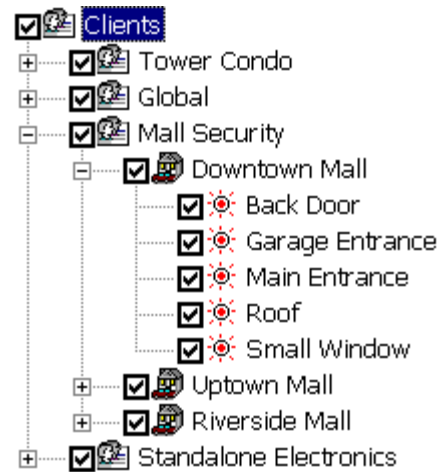 Clients
Tower Condo
Global
Mall Security
Downtown Mall
Back Door
Garage Entrance
Main Entrance
Roof
Small Window
Uptown Mall
Riverside Mall
Standalone Electronics